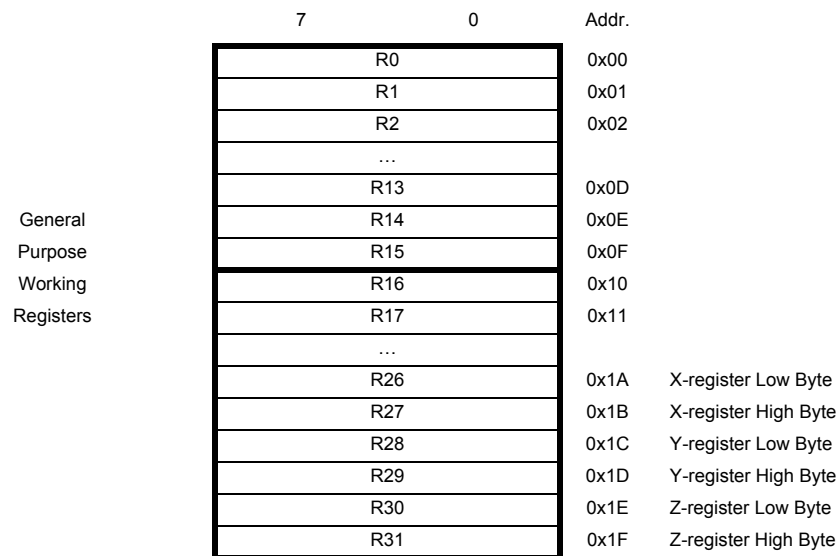 7 0 Addr.
R0 0x00
R1 0x01
R2 0x02
…
R13 0x0D
General R14 0x0E
Purpose R15 0x0F
Working R16 0x10
Registers R17 0x11
…
R26 0x1A X-register Low Byte
R27 0x1B X-register High Byte
R28 0x1C Y-register Low Byte
R29 0x1D Y-register High Byte
R30 0x1E Z-register Low Byte
R31 0x1F Z-register High Byte